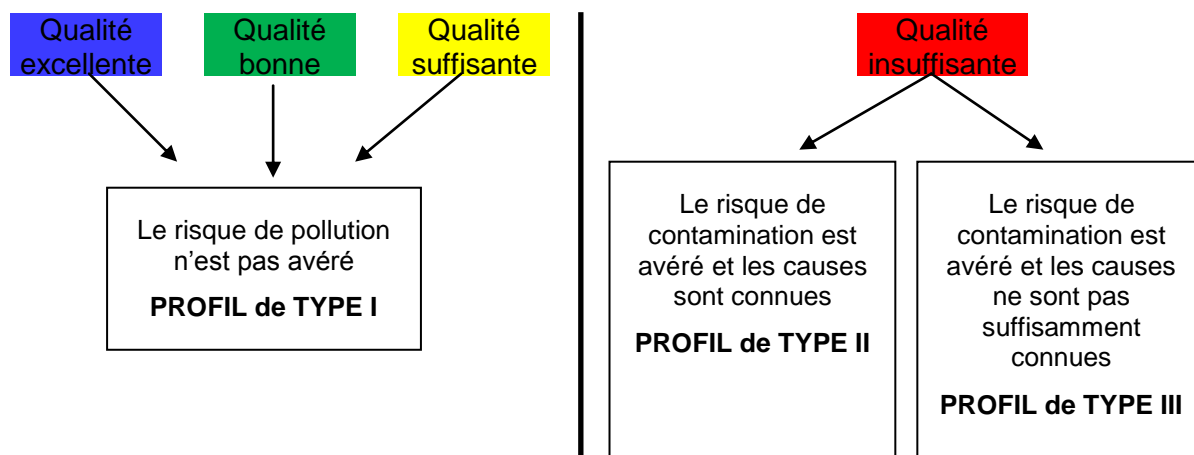 Qualité
excellente
Qualité
bonne
Qualité
suffisante
Qualité
insuffisante
Le risque de pollution
n’est pas avéré
PROFIL de TYPE I
Le risque de
contamination est
avéré et les causes
sont connues
PROFIL de TYPE II
Le risque de
contamination est
avéré et les causes
ne sont pas
suffisamment
connues
PROFIL de TYPE III